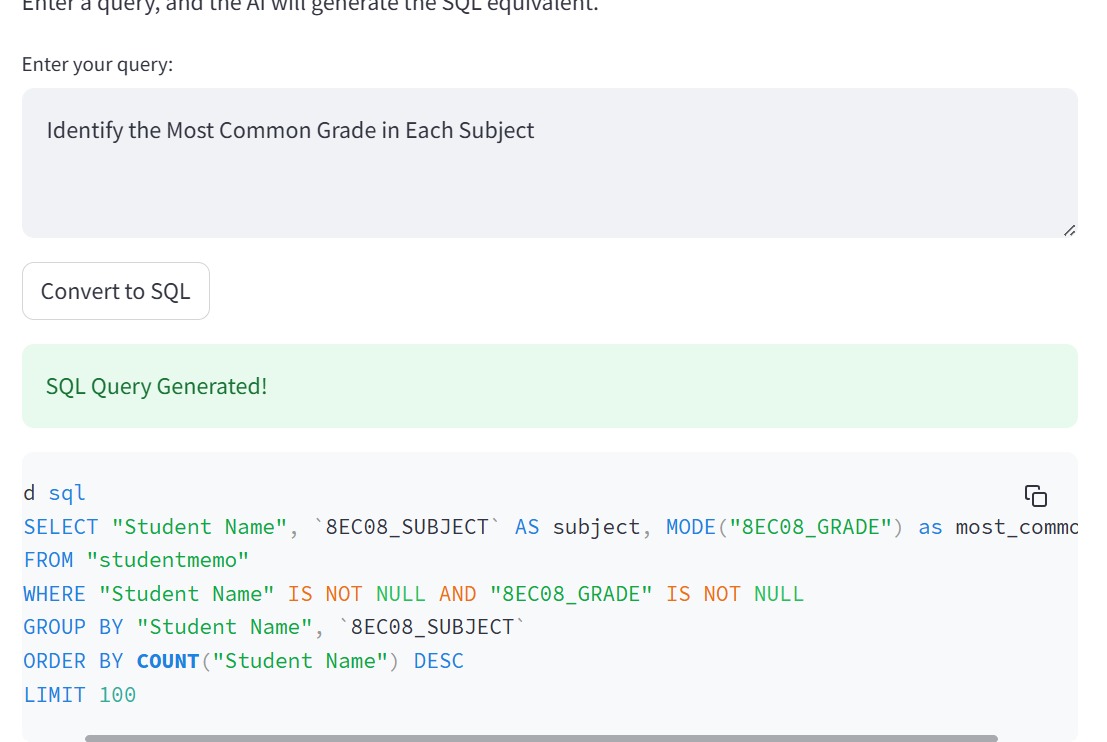 Enter a query, and the AI will generate the SQL equivalent.
Enter your query:
Identify the Most Common Grade in Each Subject
Convert to SQL
SQL Query Generated!
d sql
SELECT "Student Name", `8EC08_SUBJECT` AS subject, MODE("8EC08_GRADE") as most_commo
FROM "studentmemo"
WHERE "Student Name" IS NOT NULL AND "8EC08_GRADE" IS NOT NULL
GROUP BY "Student Name", `8EC08_SUBJECT`
ORDER BY COUNT("Student Name") DESC
LIMIT 100